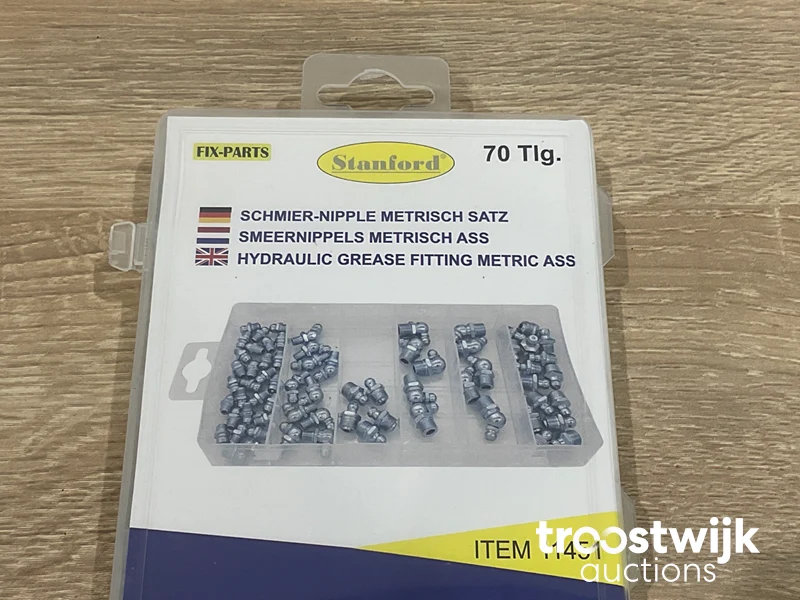 FIX-PARTS
Stanford®
70 Tlg.
SCHMIER-NIPPLE METRISCH SATZ
SMEERNIPPELS METRISCH ASS
HYDRAULIC GREASE FITTING METRIC ASS
ITEM 11451
troostwijk
auctions